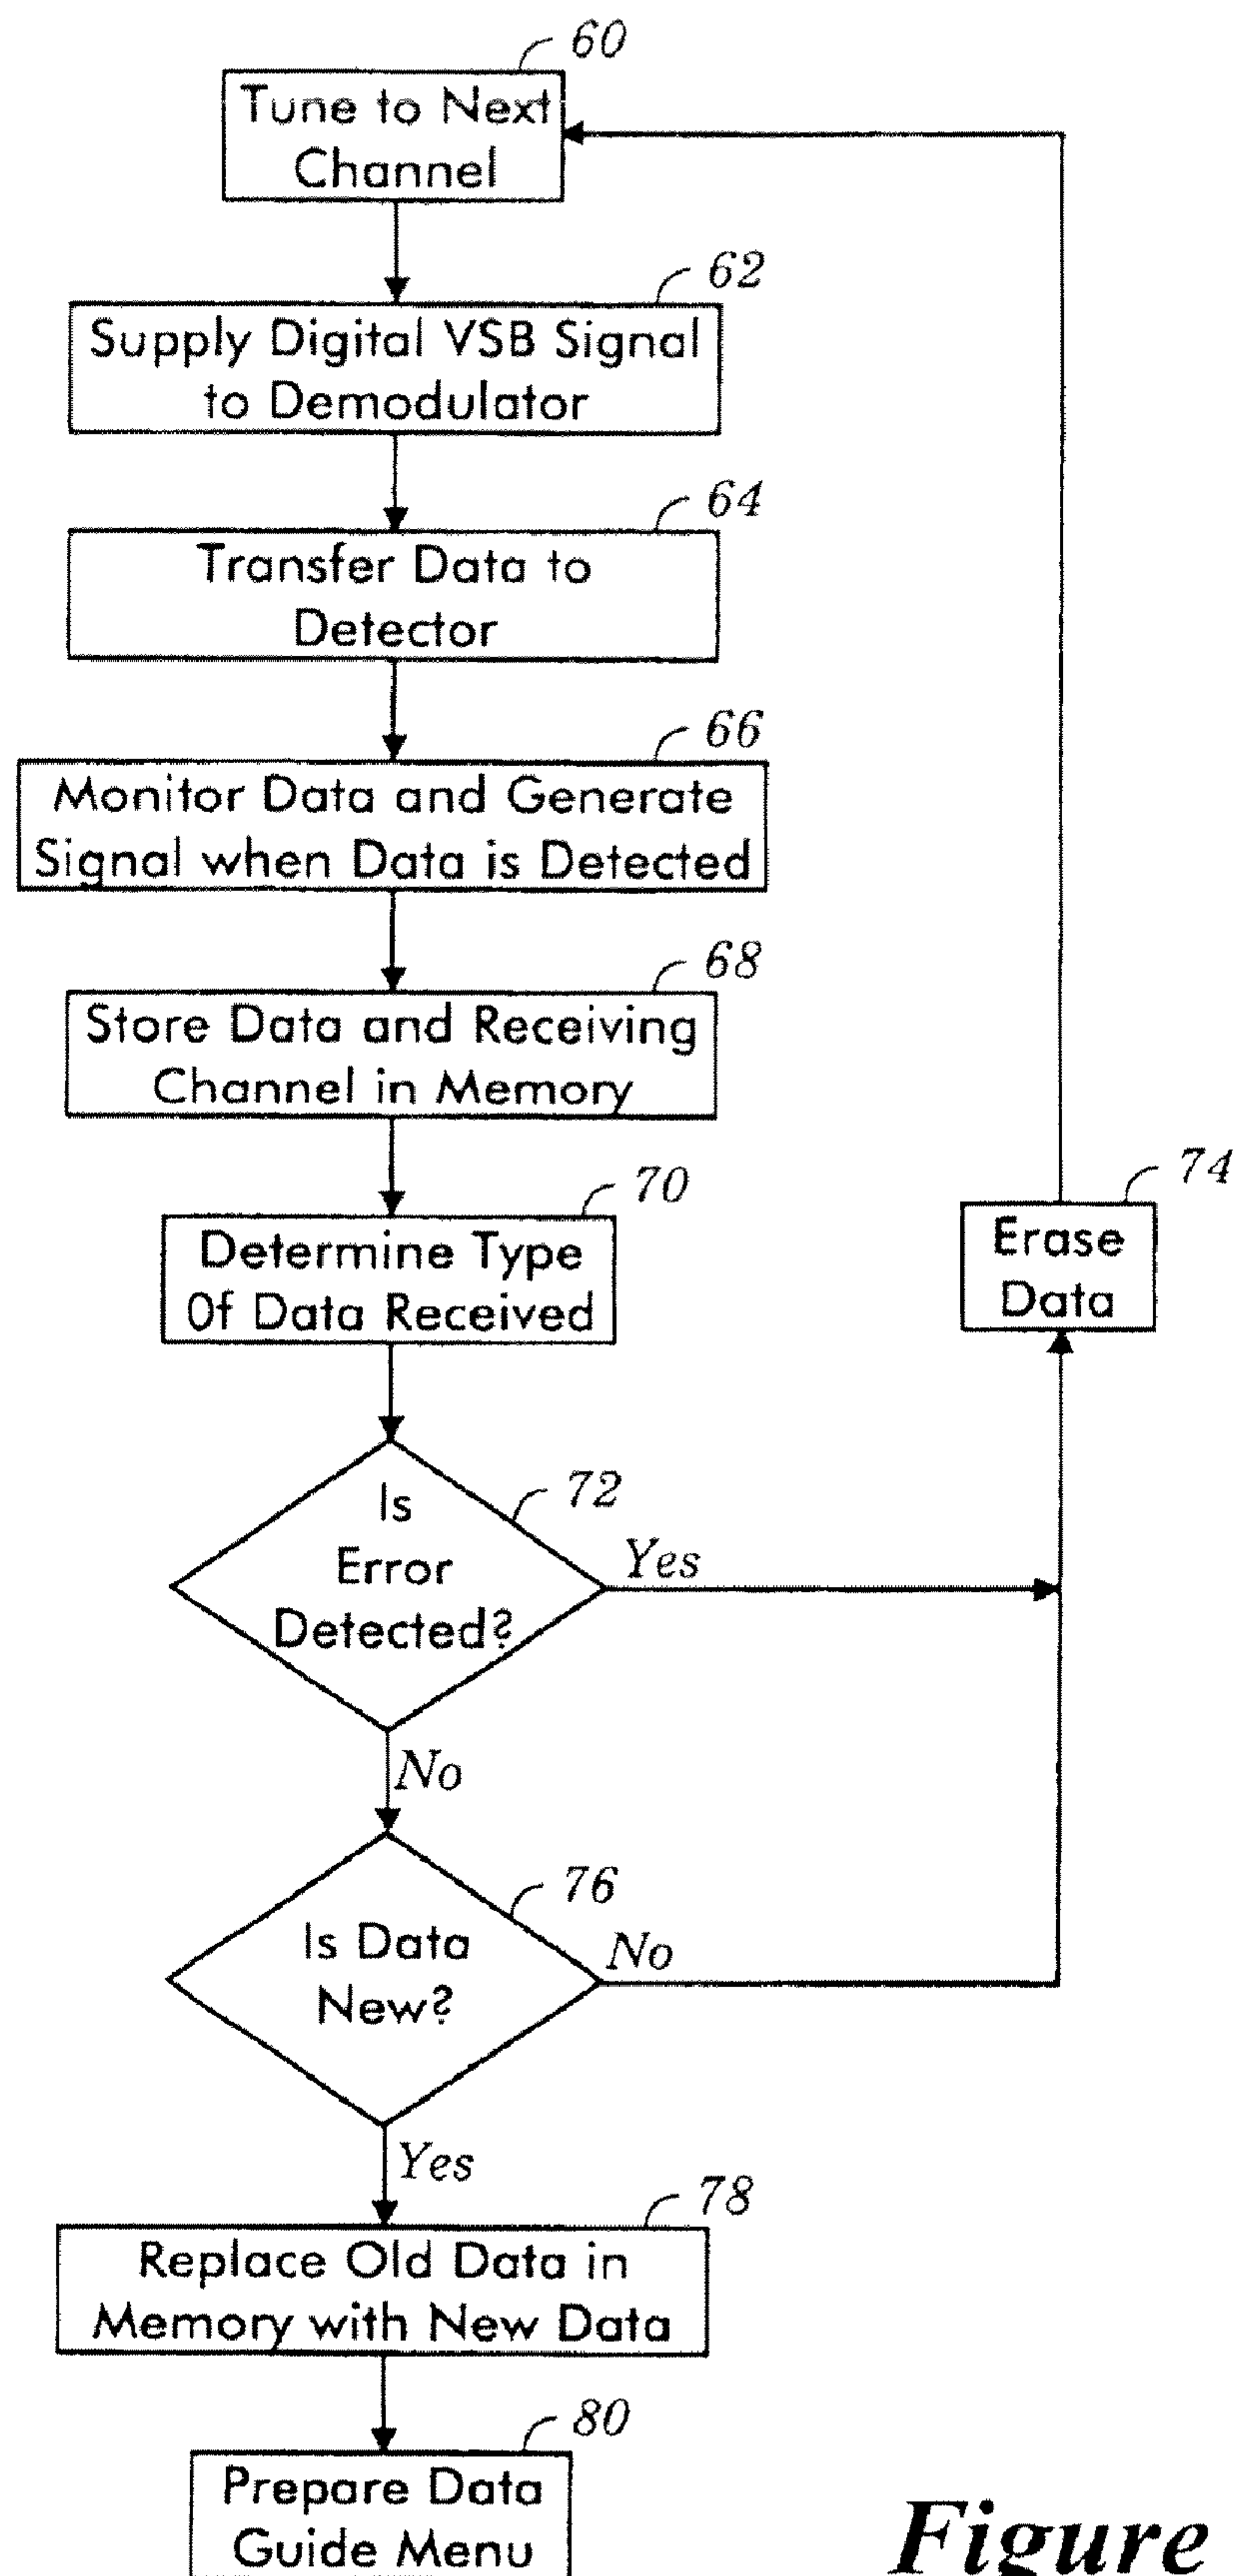 60
Tune to Next
Channel
62
Supply Digital VSB Signal
to Demodulator
64
Transfer Data to
Detector
66
Monitor Data and Generate
Signal when Data is Detected
68
Store Data and Receiving
Channel in Memory
70
Determine Type
Of Data Received
74
Erase
Data
72
Is
Error
Detected?
Yes
No
76
Is Data
New?
No
Yes
78
Replace Old Data in
Memory with New Data
80
Prepare Data
Guide Menu
Figure